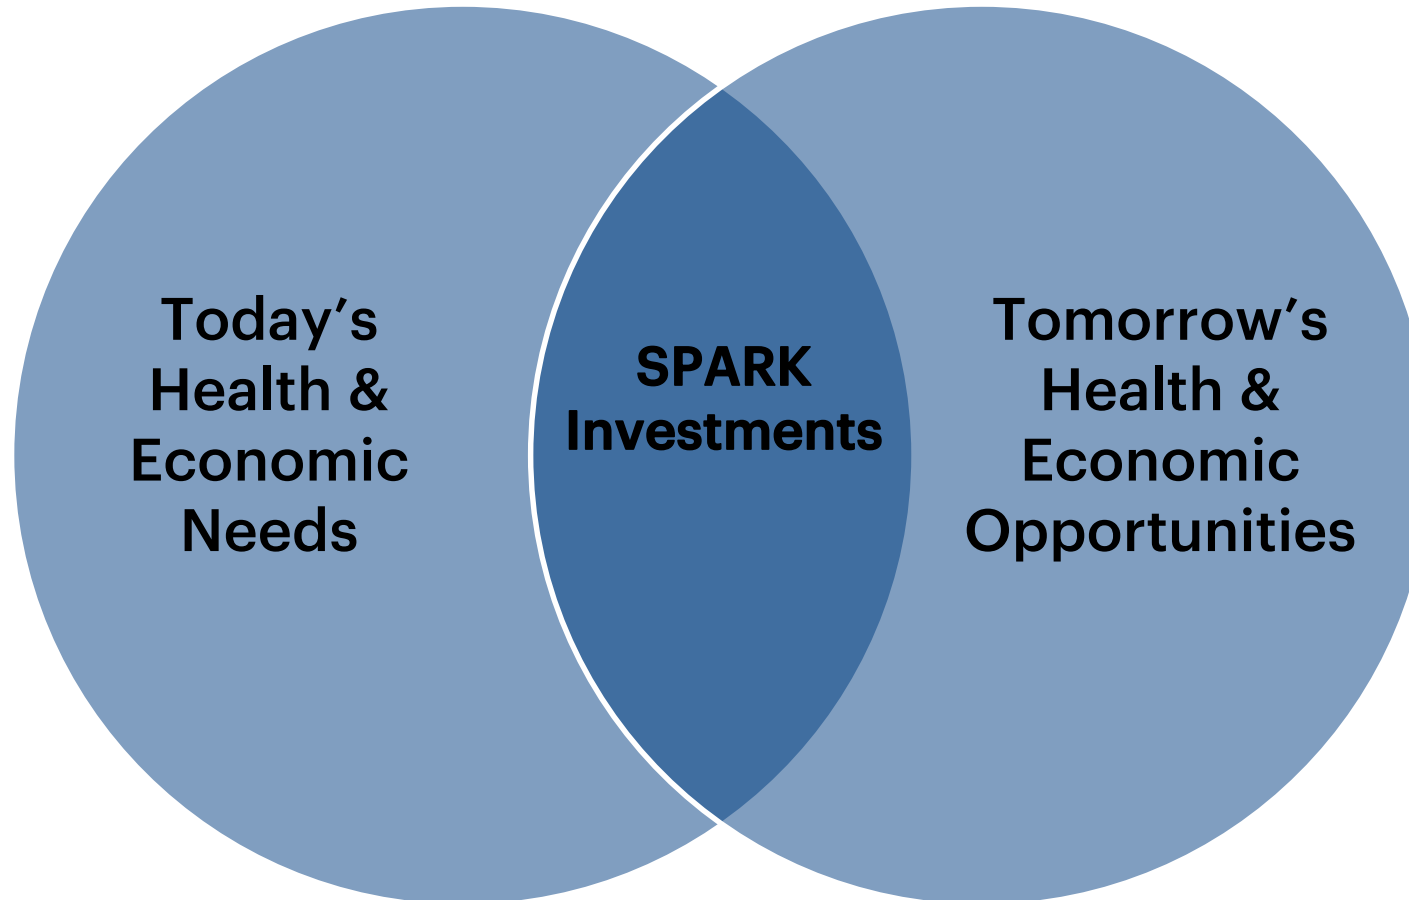 Today’s
Health &
Economic
Needs
SPARK
Investments
Tomorrow’s
Health &
Economic
Opportunities